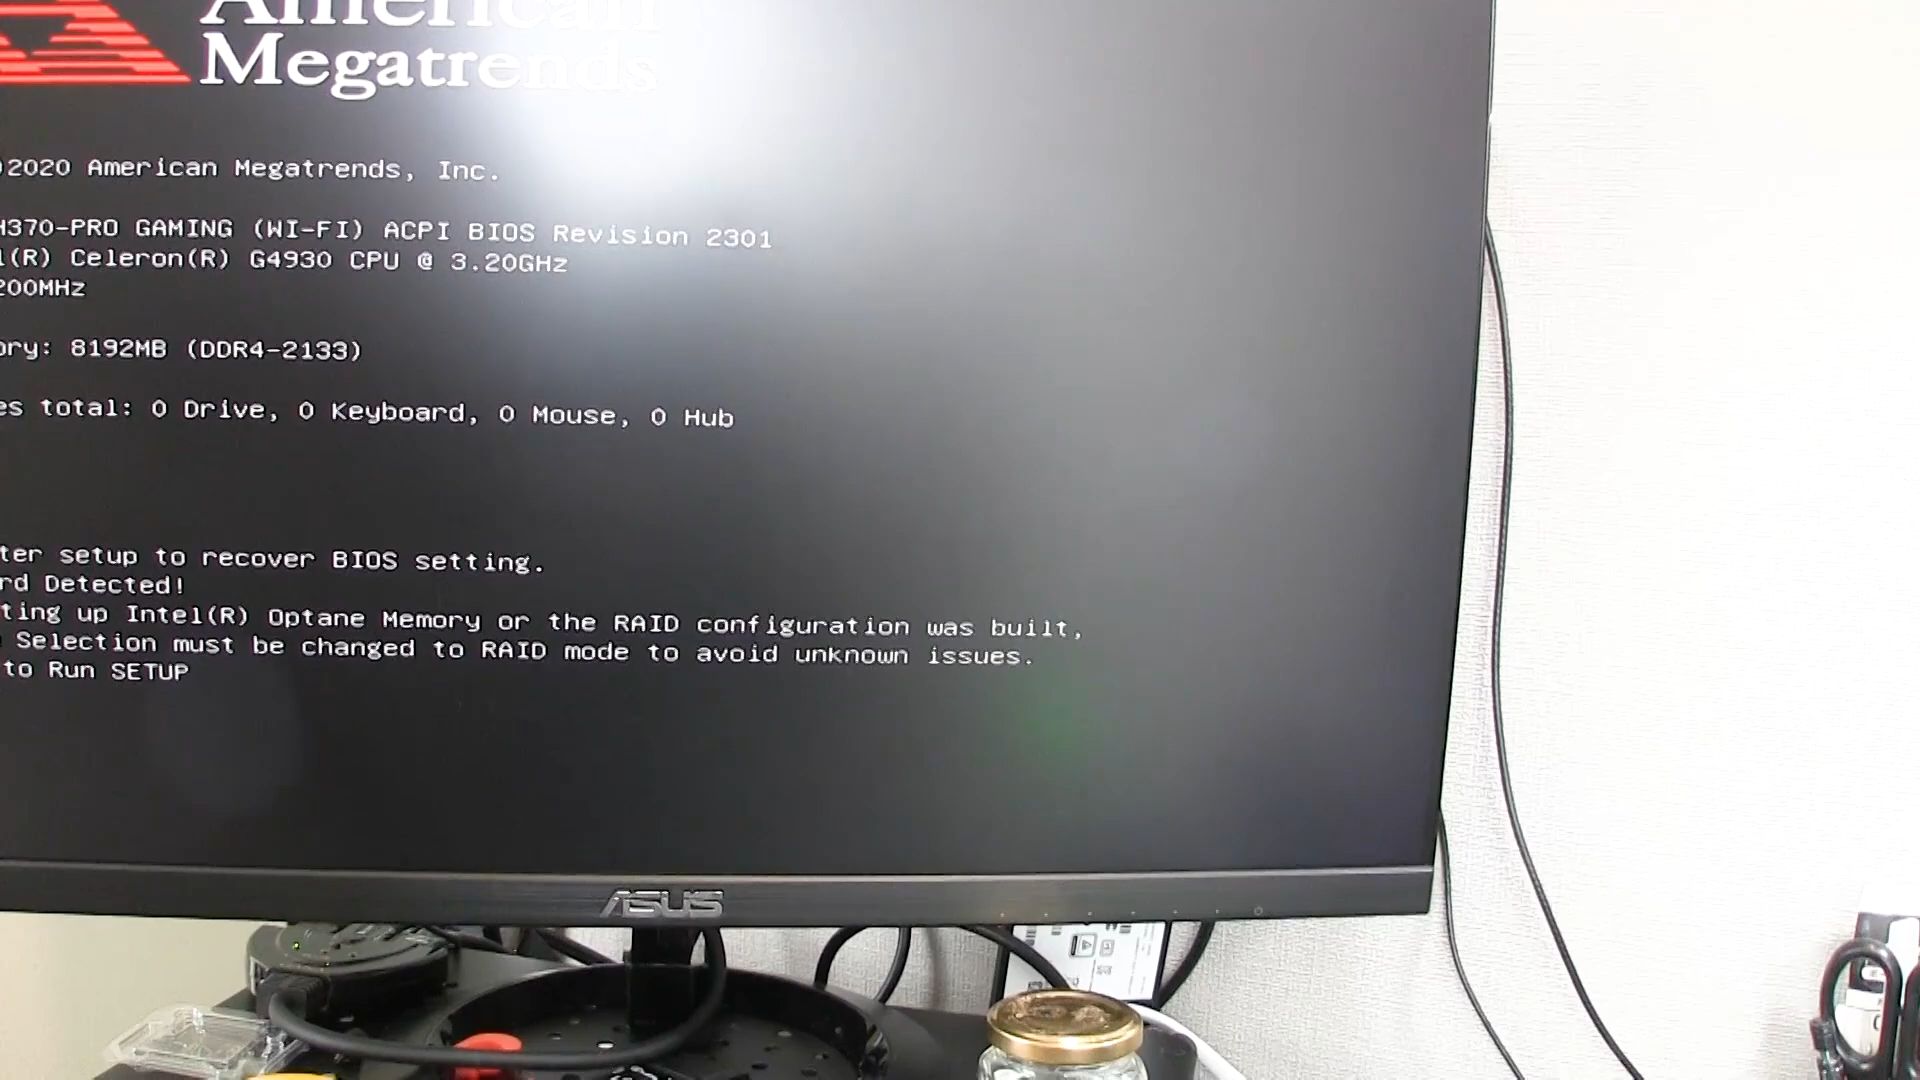 American
Megatrends
2020 American Megatrends, Inc.
H370-PRO GAMING (WI-FI) ACPI BIOS Revision 2301
l(R) Celeron(R) G4930 CPU @ 3.20GHz
200MHz
ory: 8192MB (DDR4-2133)
es total: 0 Drive, 0 Keyboard, 0 Mouse, 0 Hub
ter setup to recover BIOS setting.
rd Detected!
ting up Intel(R) Optane Memory or the RAID configuration was built,
Selection must be changed to RAID mode to avoid unknown issues.
to Run SETUP
ASUS